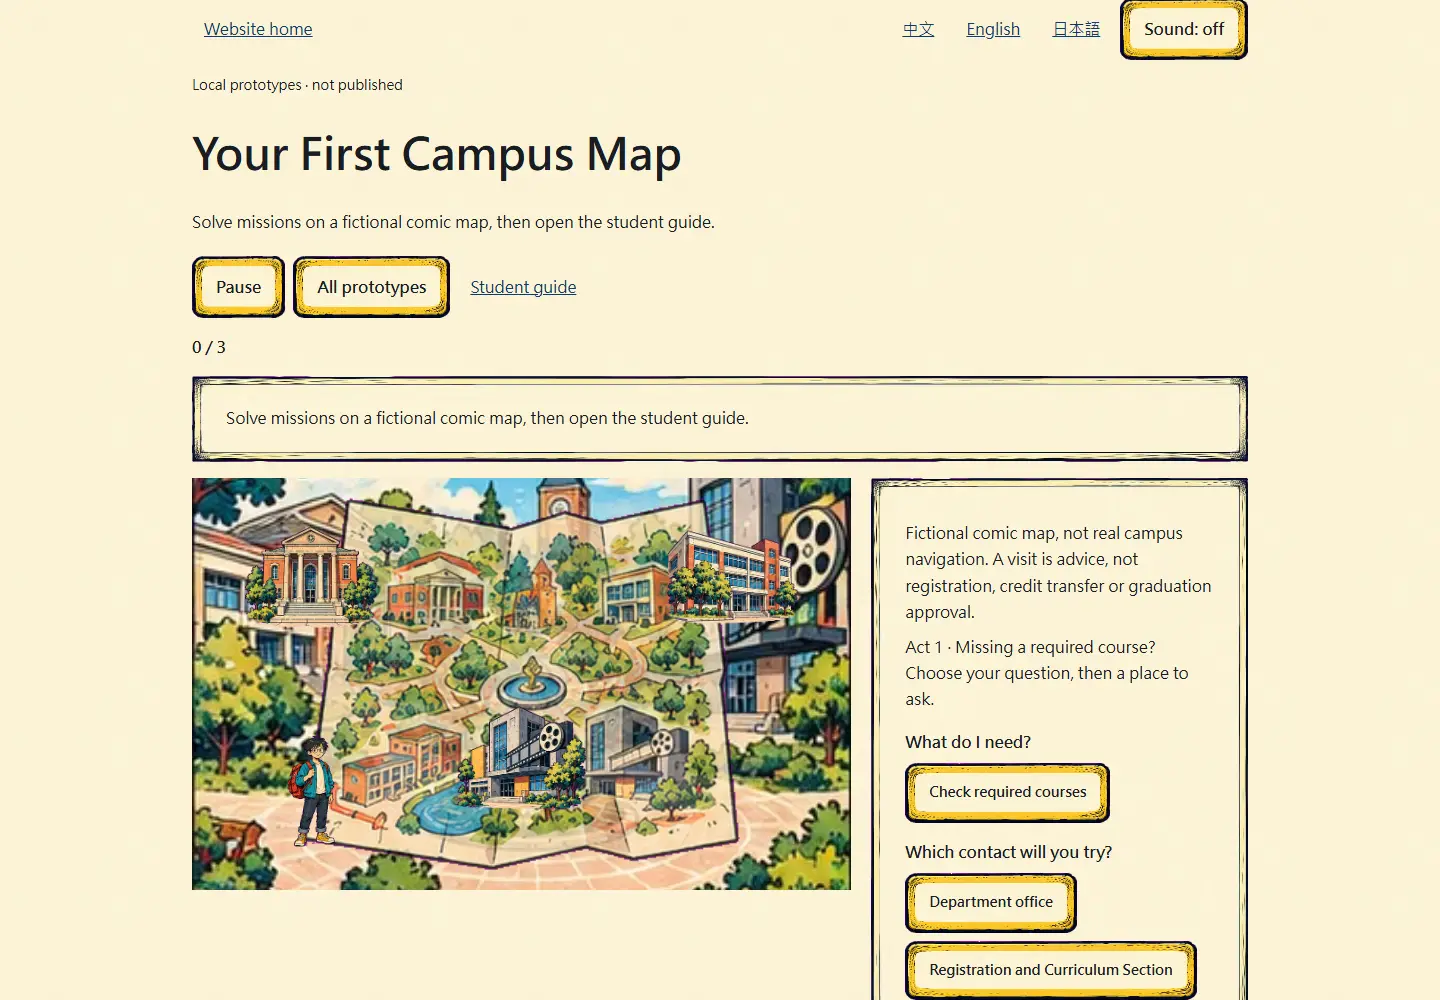 Website home
中文
English
日本語
Sound: off
Local prototypes · not published
Your First Campus Map
Solve missions on a fictional comic map, then open the student guide.
Pause
All prototypes
Student guide
0 / 3
Solve missions on a fictional comic map, then open the student guide.
Fictional comic map, not real campus
navigation. A visit is advice, not
registration, credit transfer or graduation
approval.
Act 1 · Missing a required course?
Choose your question, then a place to
ask.
What do I need?
Check required courses
Which contact will you try?
Department office
Registration and Curriculum Section